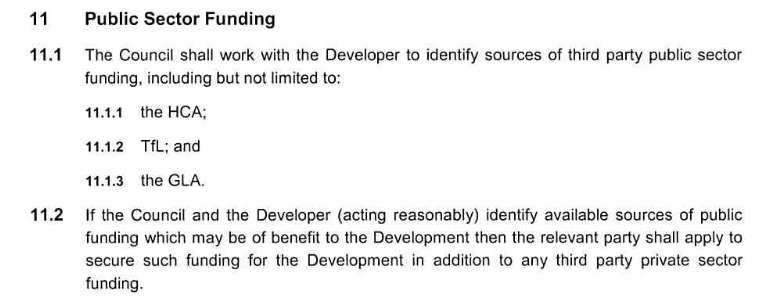 11 Public Sector Funding
11.1 The Council shall work with the Developer to identify sources of third party public sector
funding, including but not limited to:
11.1.1 the HCA;
11.1.2 TfL; and
11.1.3 the GLA.
11.2 If the Council and the Developer (acting reasonably) identify available sources of public
funding which may be of benefit to the Development then the relevant party shall apply to
secure such funding for the Development in addition to any third party private sector
funding.